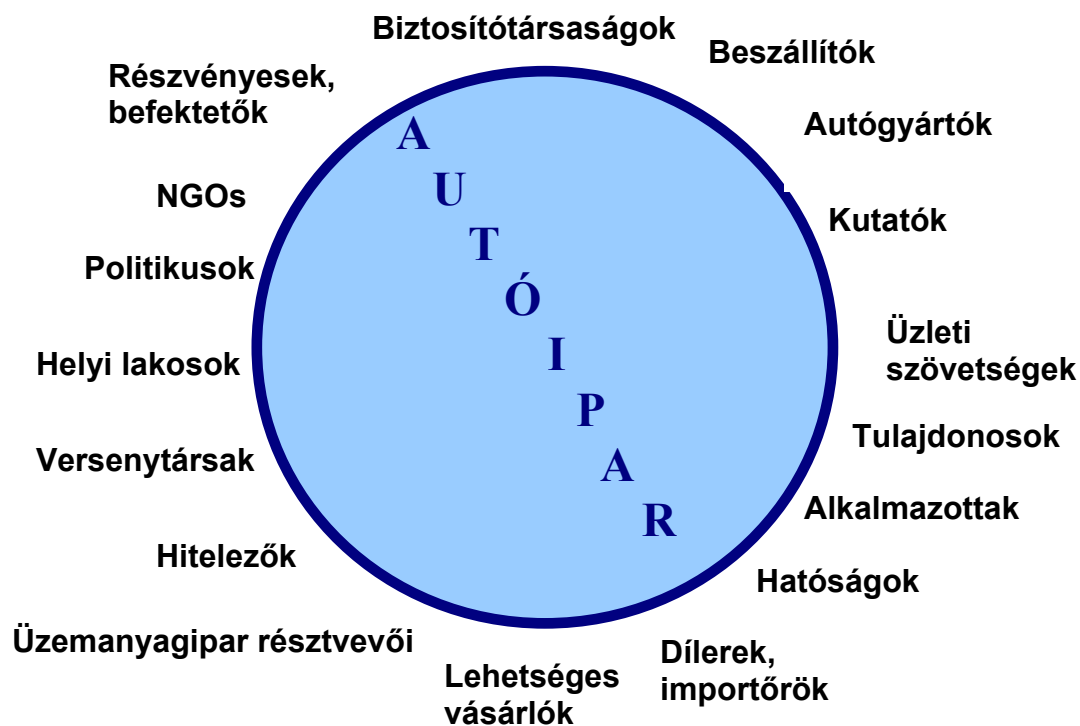 Biztosítótársaságok
Beszállítók
Részvényesek,
befektetők
Autógyártók
NGOs
Kutatók
Politikusok
Üzleti
szövetségek
Helyi lakosok
Tulajdonosok
Versenytársak
Alkalmazottak
Hitelezők
Hatóságok
Üzemanyagipar résztvevői
Dílerek,
importőrök
Lehetséges
vásárlók
A U T Ó I P A R